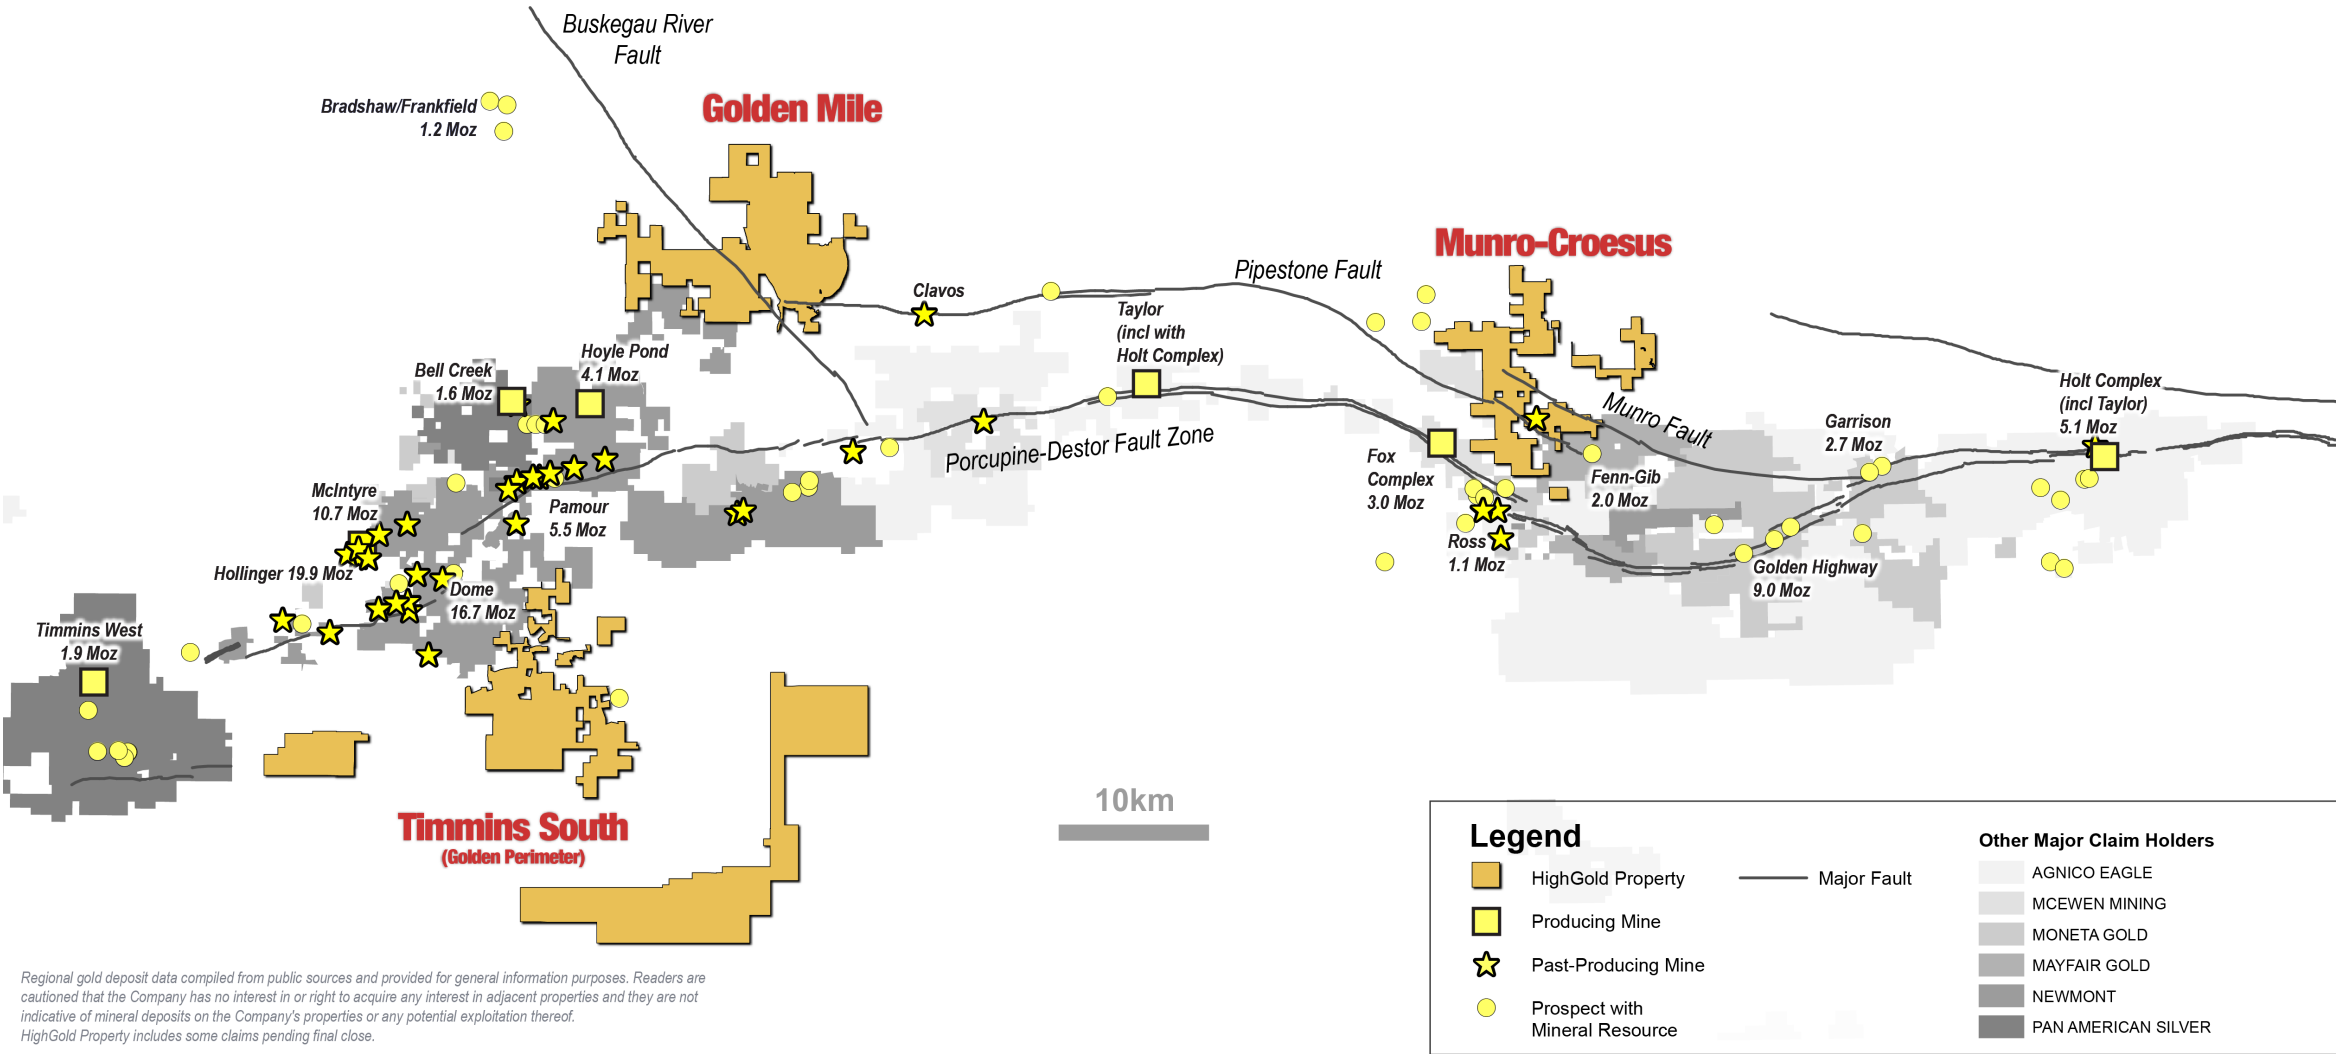 Buskegau River
Fault
Bradshaw/Frankfield
1.2 Moz
Golden Mile
Munro-Croesus
Pipestone Fault
Clavos
Taylor
(incl with
Holt Complex)
Hoyle Pond
4.1 Moz
Bell Creek
1.6 Moz
Holt Complex
(incl Taylor)
5.1 Moz
Munro Fault
Garrison
2.7 Moz
Porcupine-Destor Fault Zone
Fox
Complex
3.0 Moz
Fenn-Gib
2.0 Moz
McIntyre
10.7 Moz
Pamour
5.5 Moz
Ross
1.1 Moz
Hollinger 19.9 Moz
Golden Highway
9.0 Moz
Dome
16.7 Moz
Timmins West
1.9 Moz
Timmins South
(Golden Perimeter)
10km
Legend
HighGold Property
Producing Mine
Past-Producing Mine
Prospect with
Mineral Resource
Major Fault
Other Major Claim Holders
AGNICO EAGLE
MCEWEN MINING
MONETA GOLD
MAYFAIR GOLD
NEWMONT
PAN AMERICAN SILVER
Regional gold deposit data compiled from public sources and provided for general information purposes. Readers are
cautioned that the Company has no interest in or right to acquire any interest in adjacent properties and they are not
indicative of mineral deposits on the Company's properties or any potential exploitation thereof.
HighGold Property includes some claims pending final close.